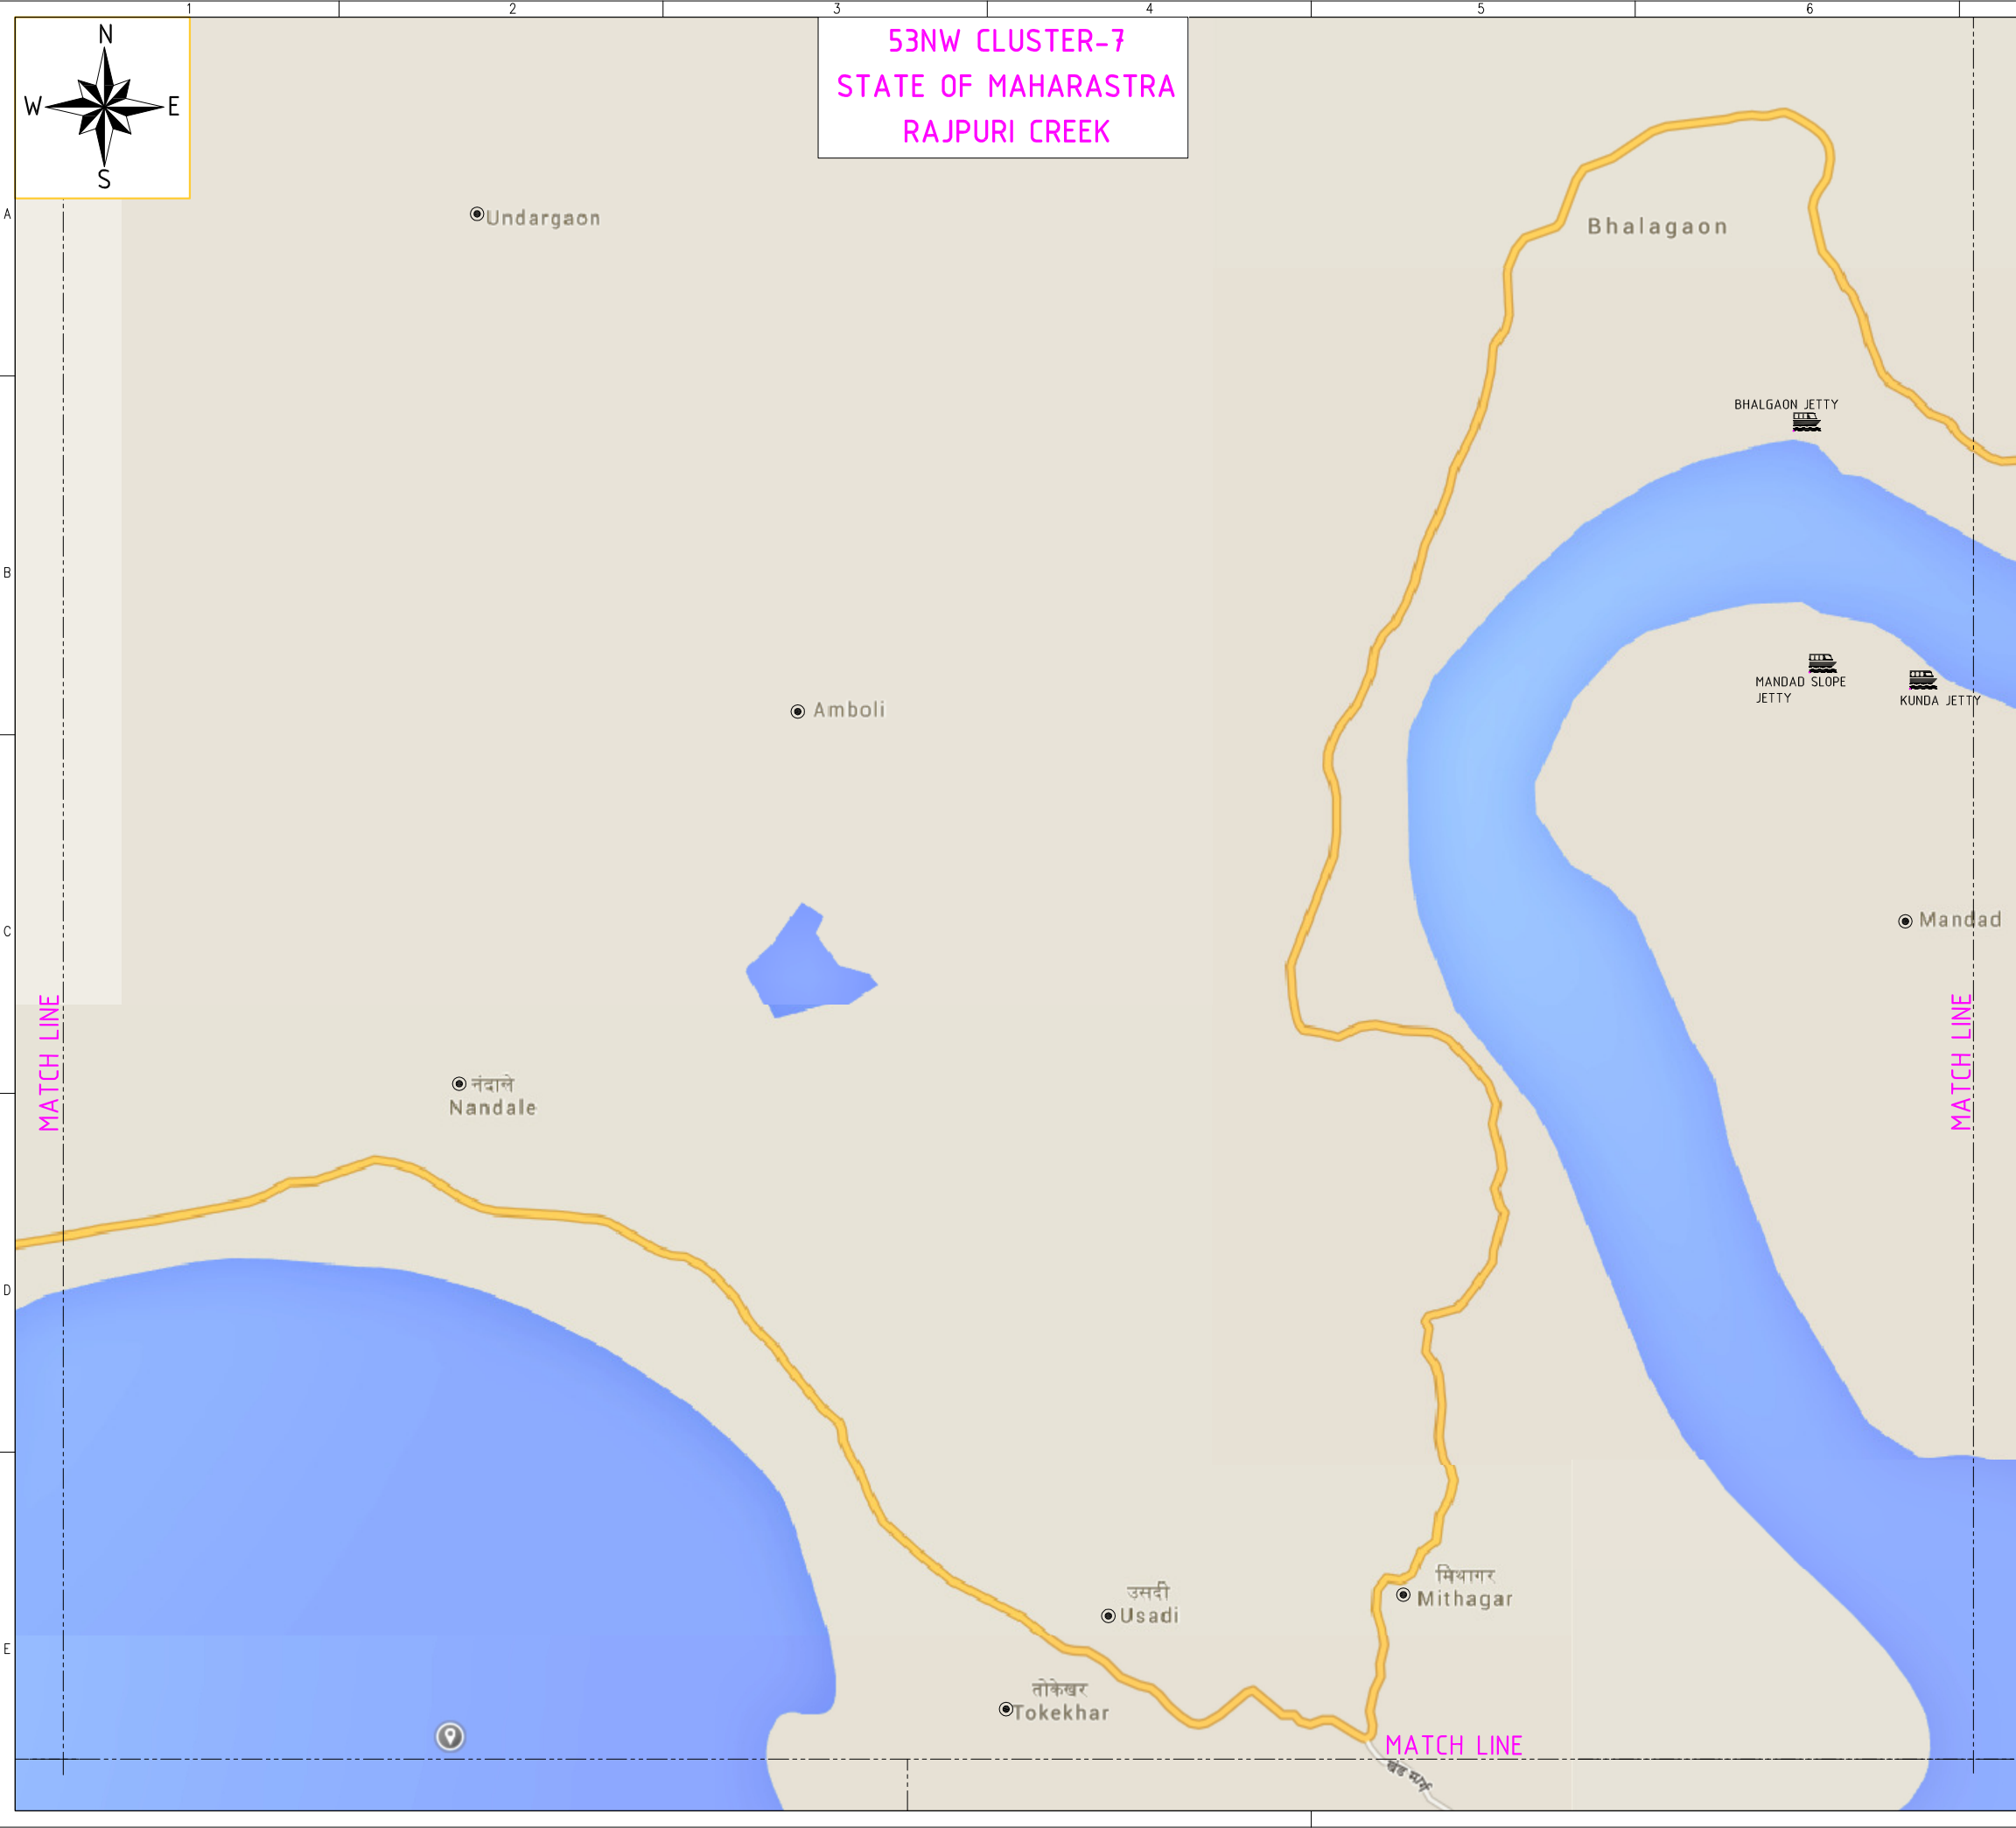 1 2 3 4 5 6
N
W E
S
53NW CLUSTER-7
STATE OF MAHARASTRA
RAJPURI CREEK
A
Undargaon
Bhalagaon
BHALGAON JETTY
B
MANDAD SLOPE
JETTY
KUNDA JETTY
Amboli
C
Mandad
MATCH LINE
MATCH LINE
नंदाले
Nandale
D
मिथागर
Mithagar
उसदी
Usadi
E
तोकेखर
Tokekhar
MATCH LINE